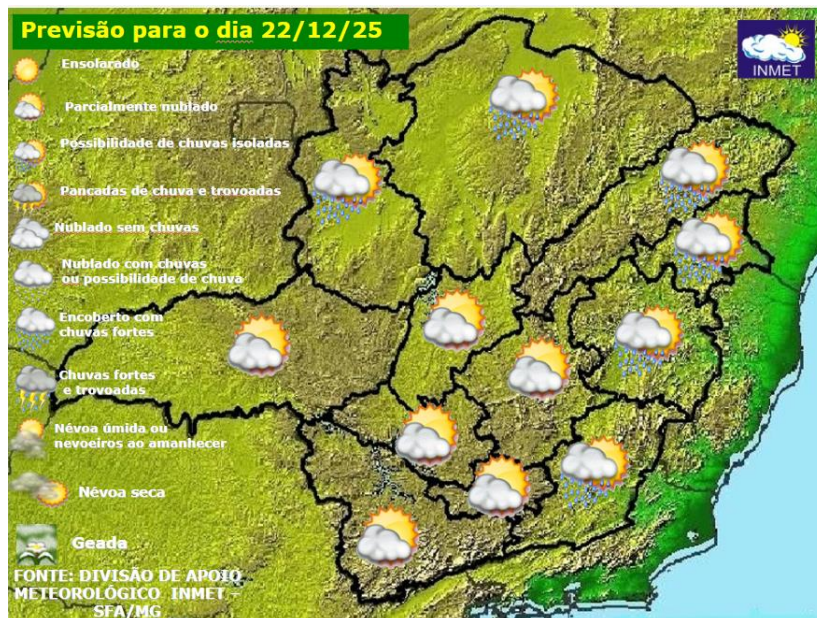 Previsão para o dia 22/12/25
INMET
Ensolarado
Parcialmente nublado
Possibilidade de chuvas isoladas
Pancadas de chuva e trovoadas
Nublado sem chuvas
Nublado com chuvas
ou possibilidade de chuva
Encoberto com
chuvas fortes
Chuvas fortes
e trovoadas
Névoa úmida ou
nevoeiros ao amanhecer
Névoa seca
Geada
FONTE: DIVISÃO DE APOIO
METEOROLÓGICO INMET -
SFA/MG